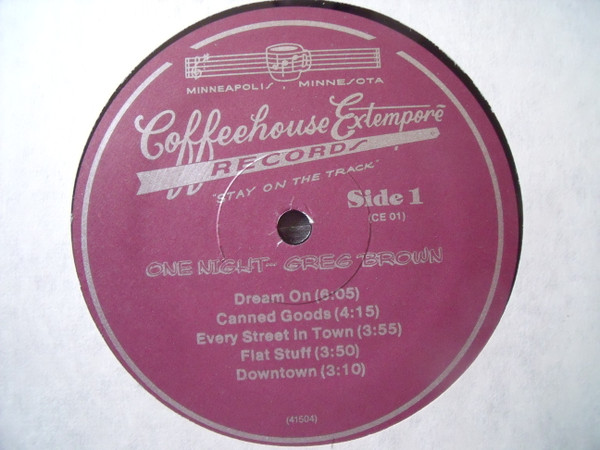 MINNEAPOLIS, MINNESOTA
Coffeehouse Extemporē
RECORDS
"STAY ON THE TRACK"
Side 1
(CE 01)
ONE NIGHT- GREG BROWN
Dream On (6:05)
Canned Goods (4:15)
Every Street in Town (3:55)
Flat Stuff (3:50)
Downtown (3:10)
(41504)